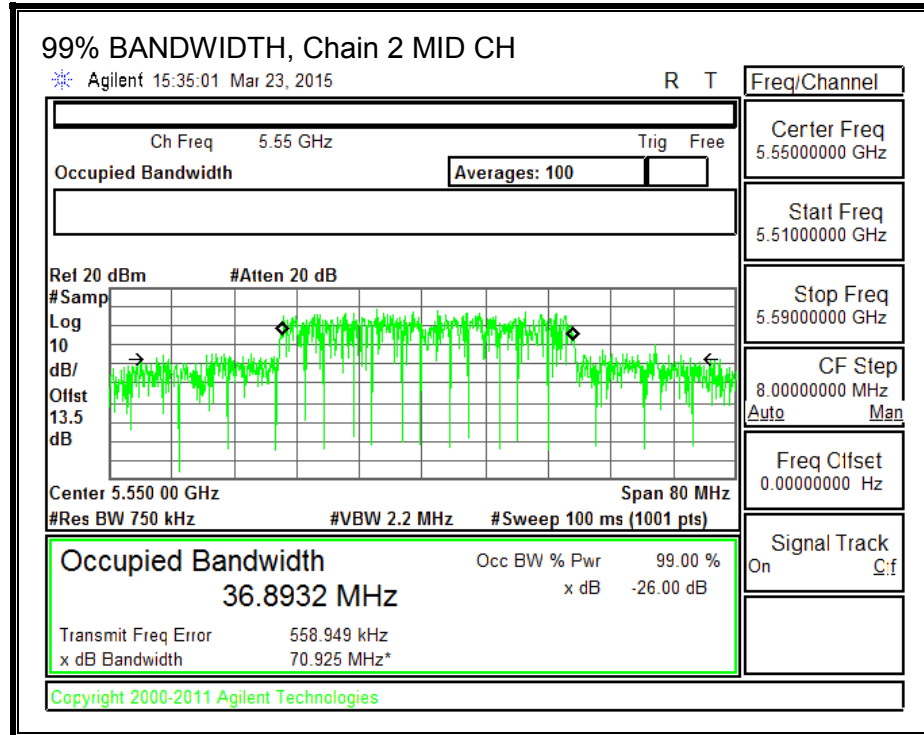 99% BANDWIDTH, Chain 2 MID CH
Agilent 15:35:01 Mar 23, 2015 R T
Freq/Channel
Ch Freq 5.55 GHz Trig Free
Occupied Bandwidth Averages: 100
Center Freq
5.55000000 GHz
Start Freq
5.51000000 GHz
Stop Freq
5.59000000 GHz
CF Step
8.00000000 MHz
Auto Man
Freq Offset
0.00000000 Hz
Signal Track
On Off
Ref 20 dBm #Atten 20 dB
#Samp
Log
10
dB/
Offst
13.5
dB
Center 5.550 00 GHz Span 80 MHz
#Res BW 750 kHz #VBW 2.2 MHz #Sweep 100 ms (1001 pts)
Occupied Bandwidth
36.8932 MHz
Occ BW % Pwr 99.00 %
x dB -26.00 dB
Transmit Freq Error 558.949 kHz
x dB Bandwidth 70.925 MHz*
Copyright 2000-2011 Agilent Technologies